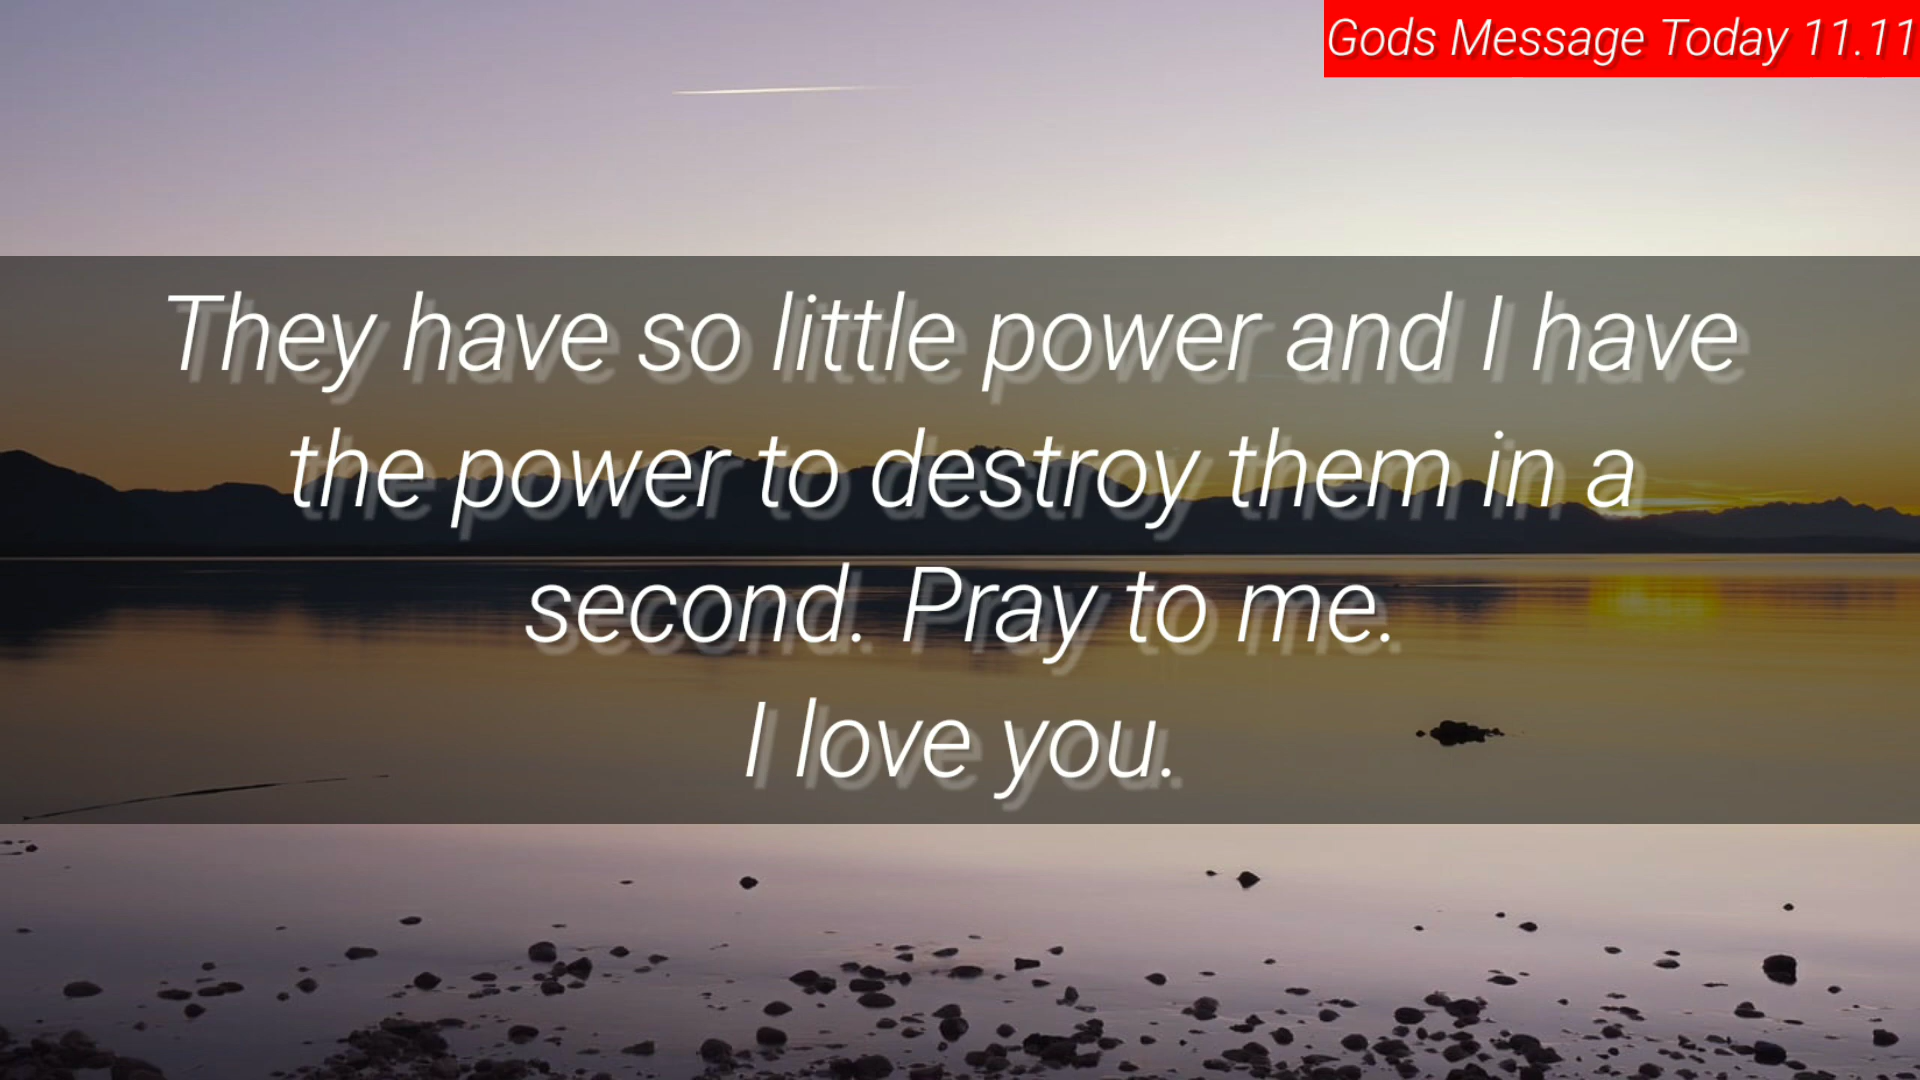 Gods Message Today 11.11
They have so little power and I have
the power to destroy them in a
second. Pray to me.
I love you.